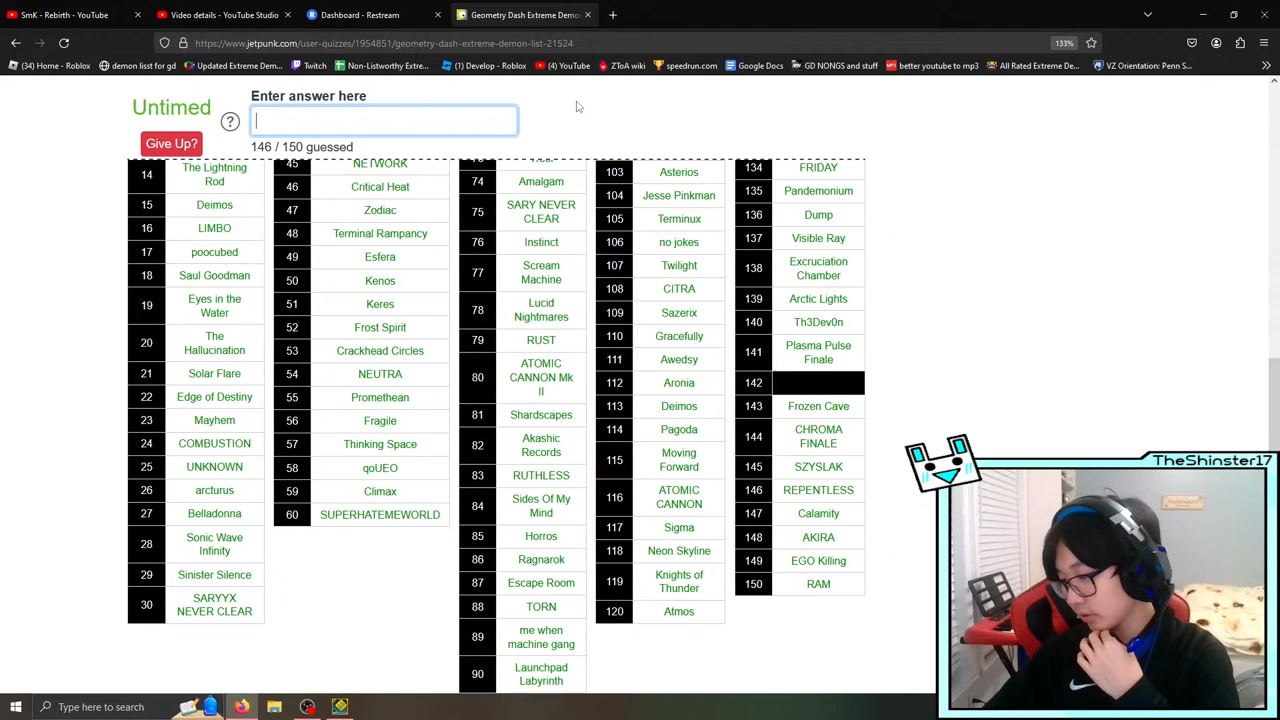 SmK - Rebirth - YouTube
Video details - YouTube Studio
Dashboard - Restream
Geometry Dash Extreme Demo
https://www.jetpunk.com/user-quizzes/1954851/geometry-dash-extreme-demon-list-21524
133%
(34) Home - Roblox
demon lisst for gd
Updated Extreme Dem...
Twitch
Non-Listworthy Extre...
(1) Develop - Roblox
(4) YouTube
ZToA wiki
speedrun.com
Google Docs
GD NONGS and stuff
better youtube to mp3
All Rated Extreme De...
VZ Orientation: Penn S...
Untimed
?
Enter answer here
Give Up?
146 / 150 guessed
14 The Lightning
Rod
15 Deimos
16 LIMBO
17 poocubed
18 Saul Goodman
19 Eyes in the
Water
20 The
Hallucination
21 Solar Flare
22 Edge of Destiny
23 Mayhem
24 COMBUSTION
25 UNKNOWN
26 arcturus
27 Belladonna
28 Sonic Wave
Infinity
29 Sinister Silence
30 SARYYX
NEVER CLEAR
45 NETWORK
46 Critical Heat
47 Zodiac
48 Terminal Rampancy
49 Esfera
50 Kenos
51 Keres
52 Frost Spirit
53 Crackhead Circles
54 NEUTRA
55 Promethean
56 Fragile
57 Thinking Space
58 qoUEO
59 Climax
60 SUPERHATEMEWORLD
74 Amalgam
75 SARY NEVER
CLEAR
76 Instinct
77 Scream
Machine
78 Lucid
Nightmares
79 RUST
80 ATOMIC
CANNON Mk
II
81 Shardscapes
82 Akashic
Records
83 RUTHLESS
84 Sides Of My
Mind
85 Horros
86 Ragnarok
87 Escape Room
88 TORN
89 me when
machine gang
90 Launchpad
Labyrinth
103 Asterios
104 Jesse Pinkman
105 Terminux
106 no jokes
107 Twilight
108 CITRA
109 Sazerix
110 Gracefully
111 Awedsy
112 Aronia
113 Deimos
114 Pagoda
115 Moving
Forward
116 ATOMIC
CANNON
117 Sigma
118 Neon Skyline
119 Knights of
Thunder
120 Atmos
134 FRIDAY
135 Pandemonium
136 Dump
137 Visible Ray
138 Excruciation
Chamber
139 Arctic Lights
140 Th3Dev0n
141 Plasma Pulse
Finale
142
143 Frozen Cave
144 CHROMA
FINALE
145 SZYSLAK
146 REPENTLESS
147 Calamity
148 AKIRA
149 EGO Killing
150 RAM
TheShinster17
Type here to search